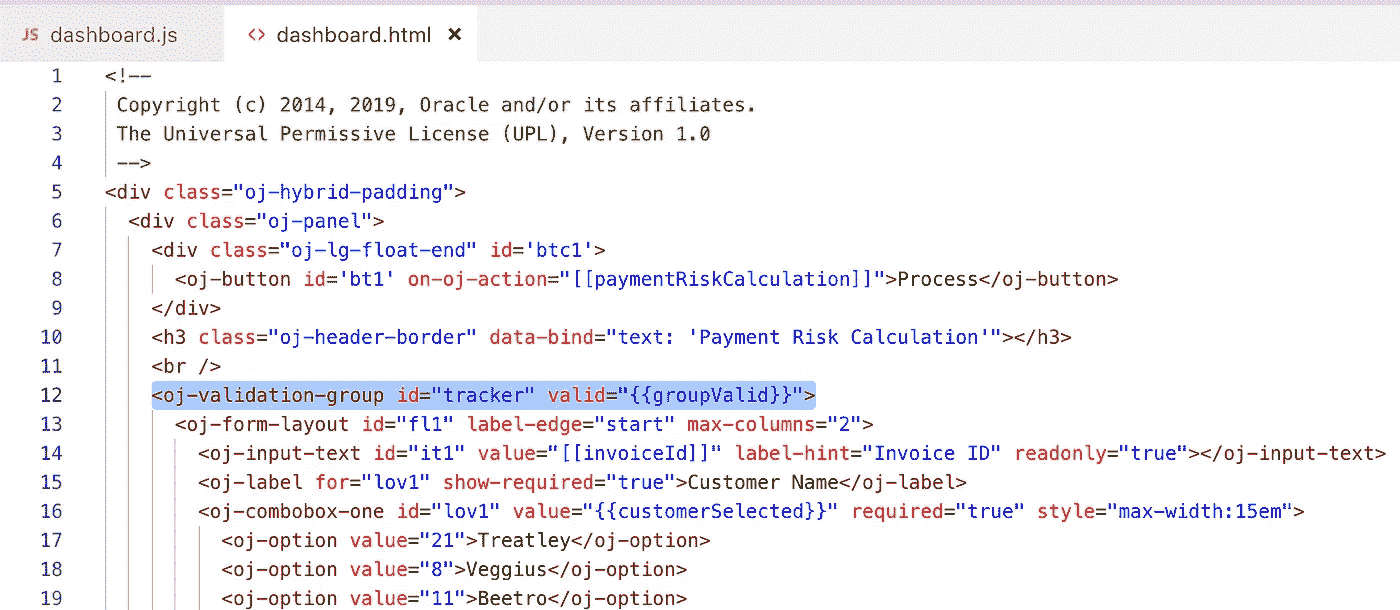 JS dashboard.js <> dashboard.html ×
1 <!--
2 Copyright (c) 2014, 2019, Oracle and/or its affiliates.
3 The Universal Permissive License (UPL), Version 1.0
4 -->
5 <div class="oj-hybrid-padding">
6 <div class="oj-panel">
7 <div class="oj-lg-float-end" id='btc1'>
8 <oj-button id='bt1' on-oj-action="[[paymentRiskCalculation]]">Process</oj-button>
9 </div>
10 <h3 class="oj-header-border" data-bind="text: 'Payment Risk Calculation'"></h3>
11 <br />
12 <oj-validation-group id="tracker" valid="{{groupValid}}">
13 <oj-form-layout id="fl1" label-edge="start" max-columns="2">
14 <oj-input-text id="it1" value="[[invoiceId]]" label-hint="Invoice ID" readonly="true"></oj-input-text>
15 <oj-label for="lov1" show-required="true">Customer Name</oj-label>
16 <oj-combobox-one id="lov1" value="{{customerSelected}}" required="true" style="max-width:15em">
17 <oj-option value="21">Treatley</oj-option>
18 <oj-option value="8">Veggius</oj-option>
19 <oj-option value="11">Beetro</oj-option>